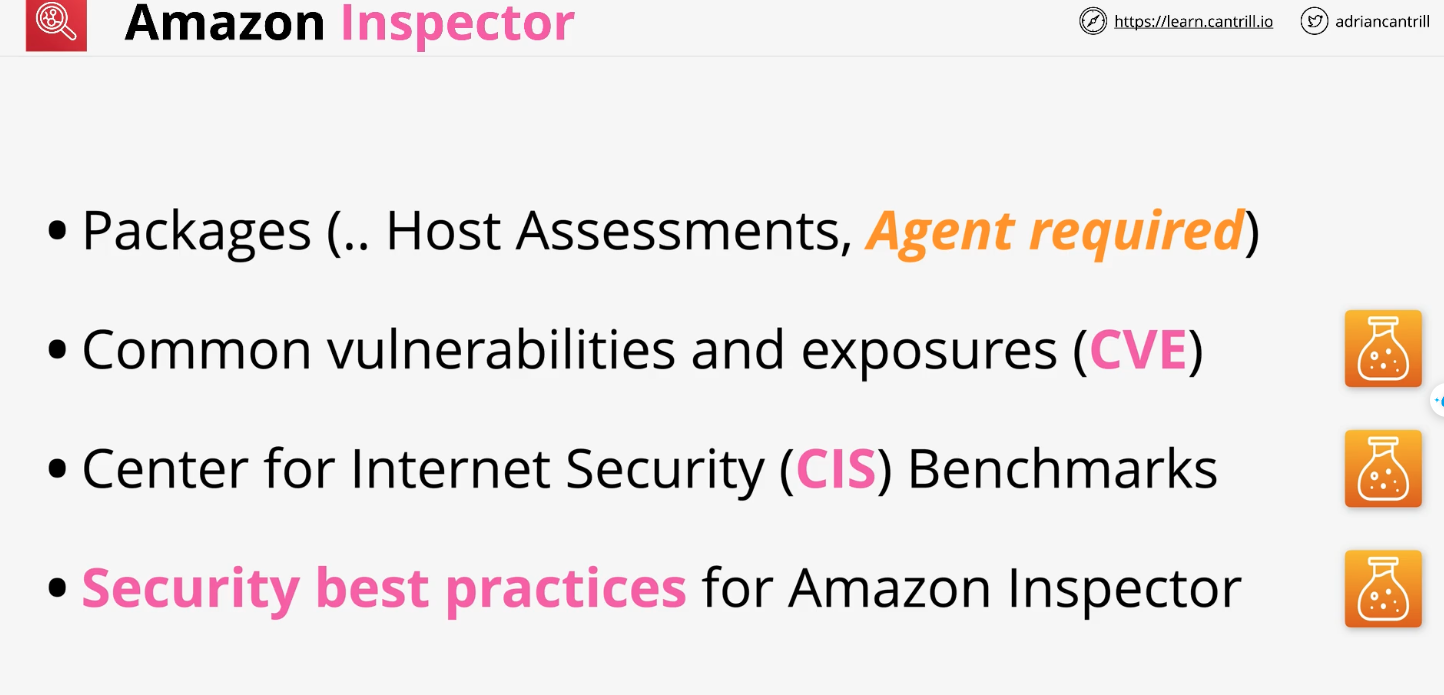 Amazon Inspector
https://learn.cantrill.io
adriancantrill
• Packages (.. Host Assessments, Agent required)
• Common vulnerabilities and exposures (CVE)
• Center for Internet Security (CIS) Benchmarks
• Security best practices for Amazon Inspector